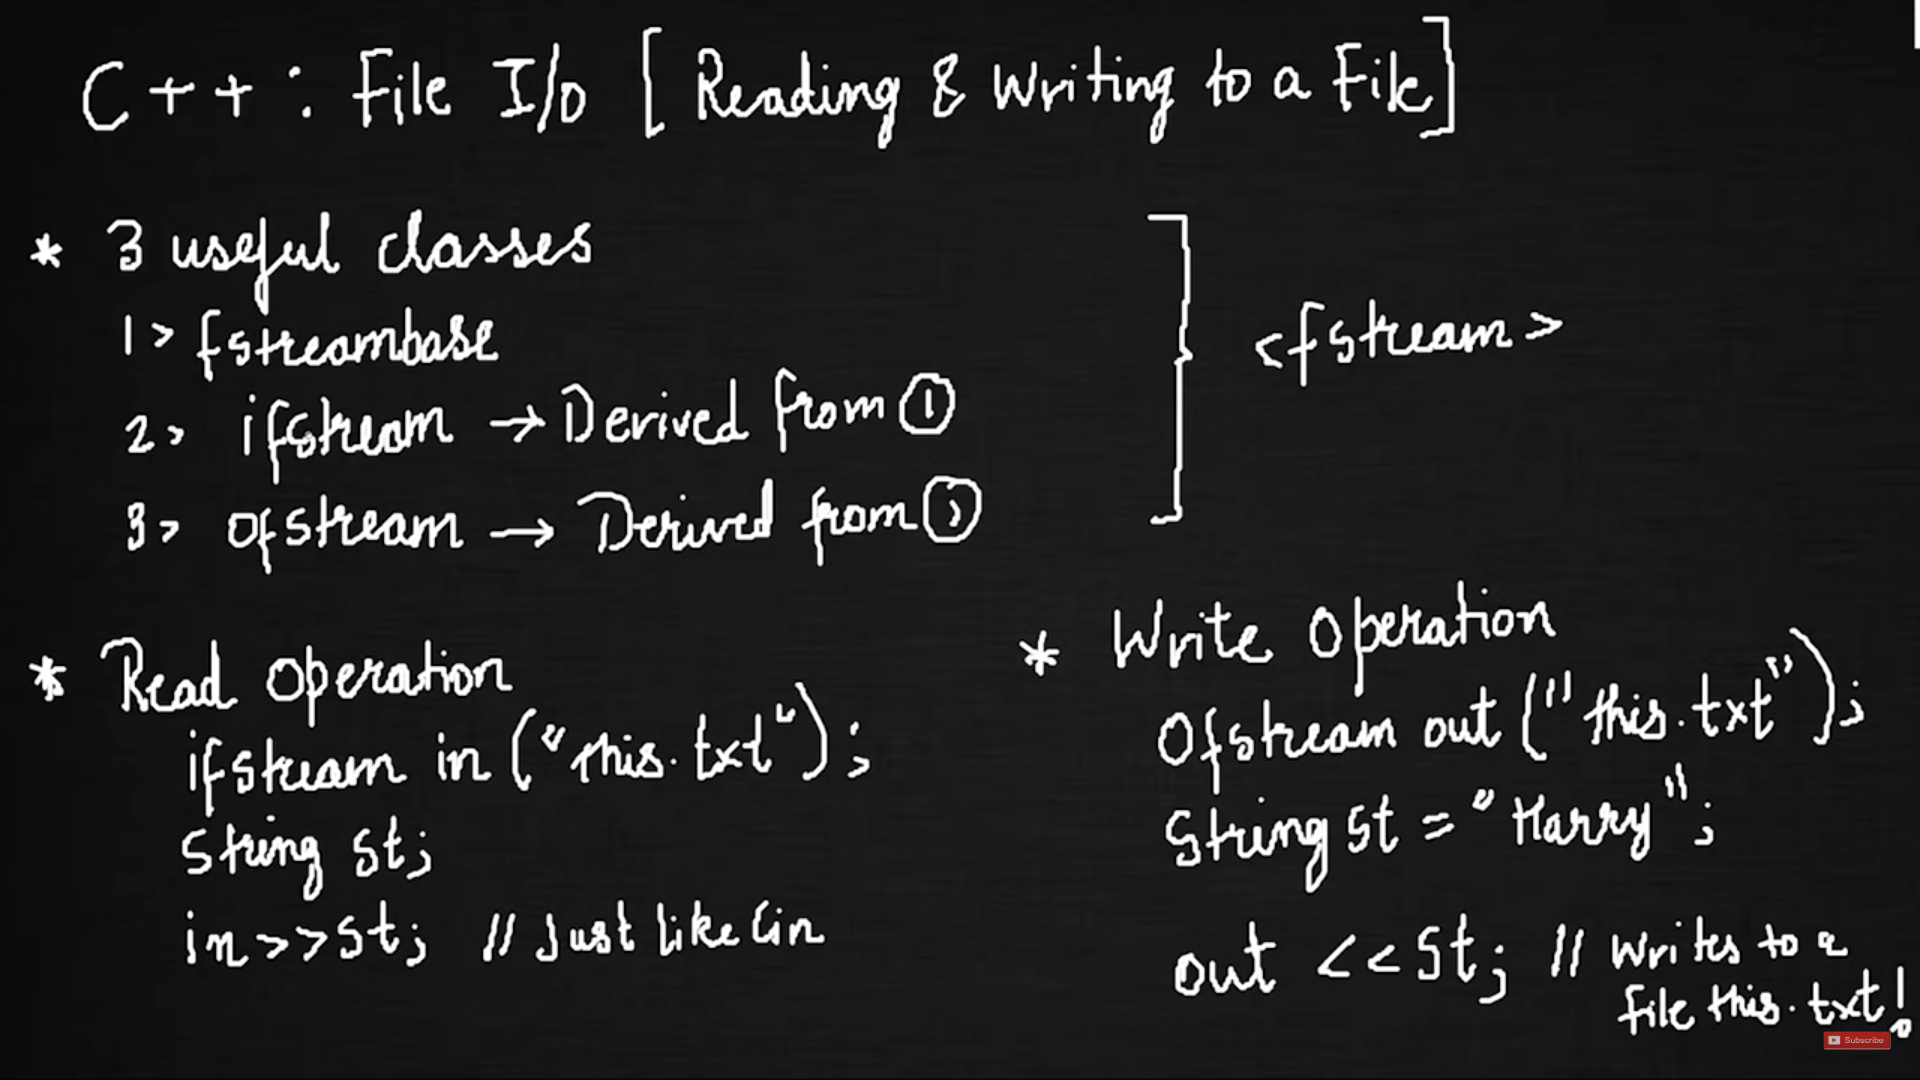 C++ : File I/O [Reading & Writing to a File]
* 3 useful classes
1> fstreambase
2> ifstream → Derived from ①
3> ofstream → Derived from ①
<fstream>
* Read operation
ifstream in ("this.txt");
string st;
in>>st; // Just like Cin
* Write Operation
Ofstream out ("this.txt");
String st = "Harry";
out <<st; // Writes to a
file this.txt!
Subscribe